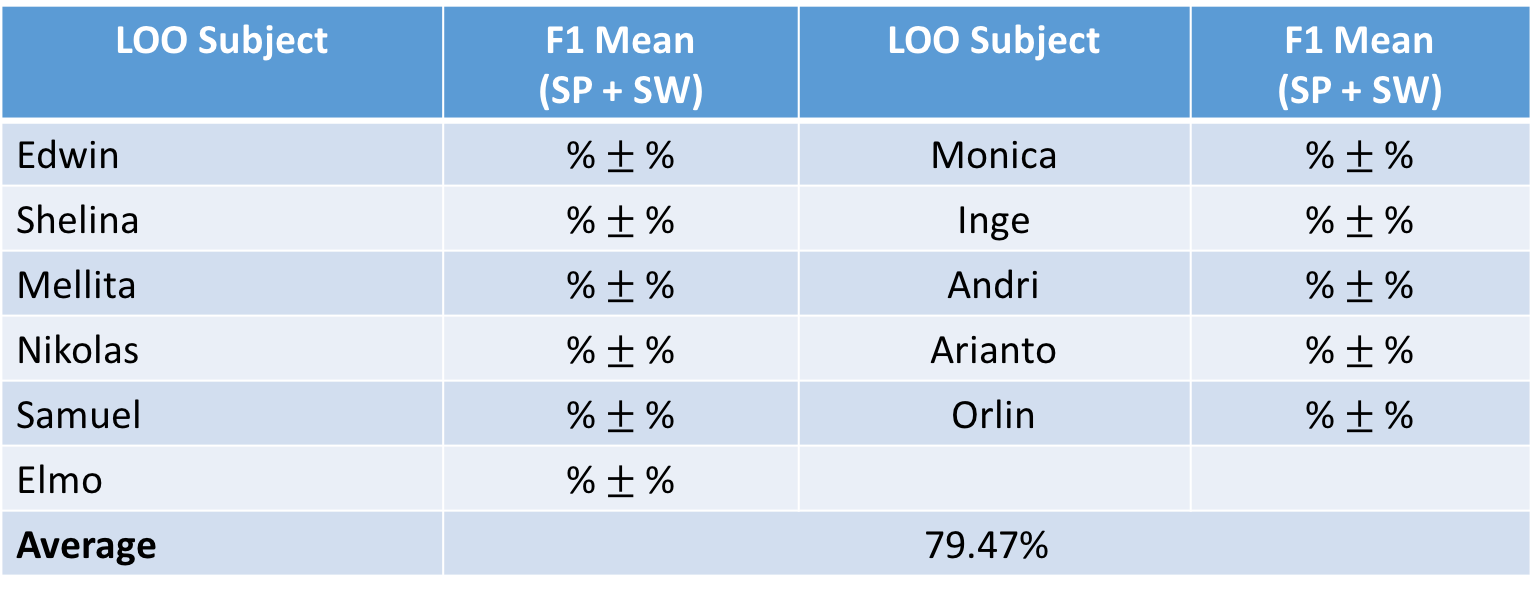 LOO Subject F1 Mean (SP + SW) LOO Subject F1 Mean (SP + SW)
Edwin % ± % Monica % ± %
Shelina % ± % Inge % ± %
Mellita % ± % Andri % ± %
Nikolas % ± % Arianto % ± %
Samuel % ± % Orlin % ± %
Elmo % ± %
Average 79.47%